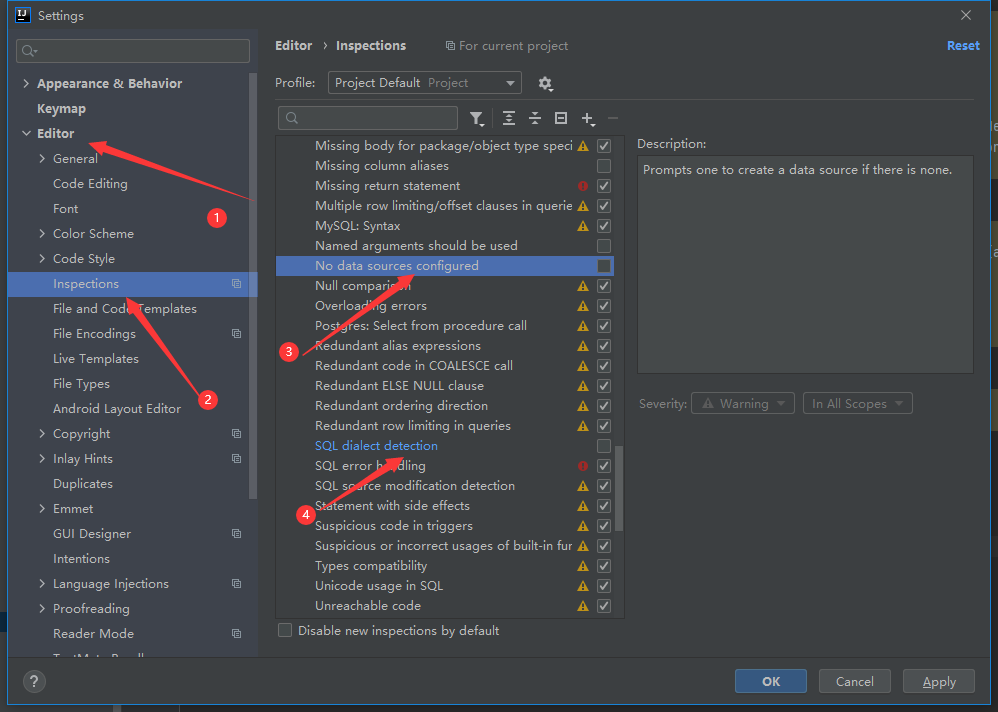 Settings
Editor › Inspections For current project Reset
Profile: Project Default Project
Appearance & Behavior
Keymap
Editor
General
Code Editing
Font
Color Scheme
Code Style
Inspections
File and Code Templates
File Encodings
Live Templates
File Types
Android Layout Editor
Copyright
Inlay Hints
Duplicates
Emmet
GUI Designer
Intentions
Language Injections
Proofreading
Reader Mode
1
2
Missing body for package/object type speci
Missing column aliases
Missing return statement
Multiple row limiting/offset clauses in querie
MySQL: Syntax
Named arguments should be used
No data sources configured
Null comparison
Overloading errors
Postgres: Select from procedure call
Redundant alias expressions
Redundant code in COALESCE call
Redundant ELSE NULL clause
Redundant ordering direction
Redundant row limiting in queries
SQL dialect detection
SQL error handling
SQL source modification detection
Statement with side effects
Suspicious code in triggers
Suspicious or incorrect usages of built-in fur
Types compatibility
Unicode usage in SQL
Unreachable code
3
4
Disable new inspections by default
Description:
Prompts one to create a data source if there is none.
Severity: Warning In All Scopes
?
OK Cancel Apply